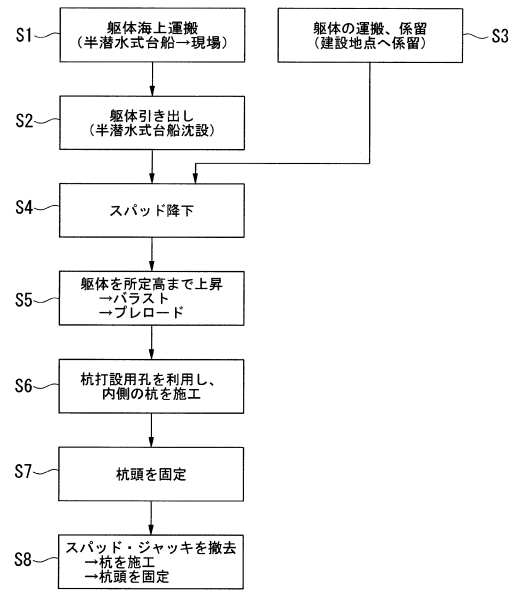 S1
躯体海上運搬
(半潜水式台船→現場)
躯体の運搬、係留
(建設地点へ係留)
S3
S2
躯体引き出し
(半潜水式台船沈設)
S4
スパッド降下
S5
躯体を所定高まで上昇
→バラスト
→プレロード
S6
杭打設用孔を利用し、
内側の杭を施工
S7
杭頭を固定
S8
スパッド・ジャッキを撤去
→杭を施工
→杭頭を固定